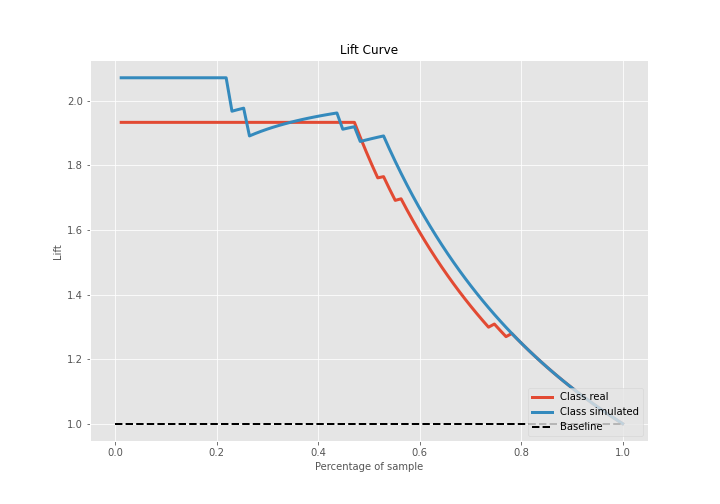 Lift Curve
Lift
2.0
1.8
1.6
1.4
1.2
1.0
0.0
0.2
0.4
0.6
0.8
1.0
Percentage of sample
Class real
Class simulated
Baseline